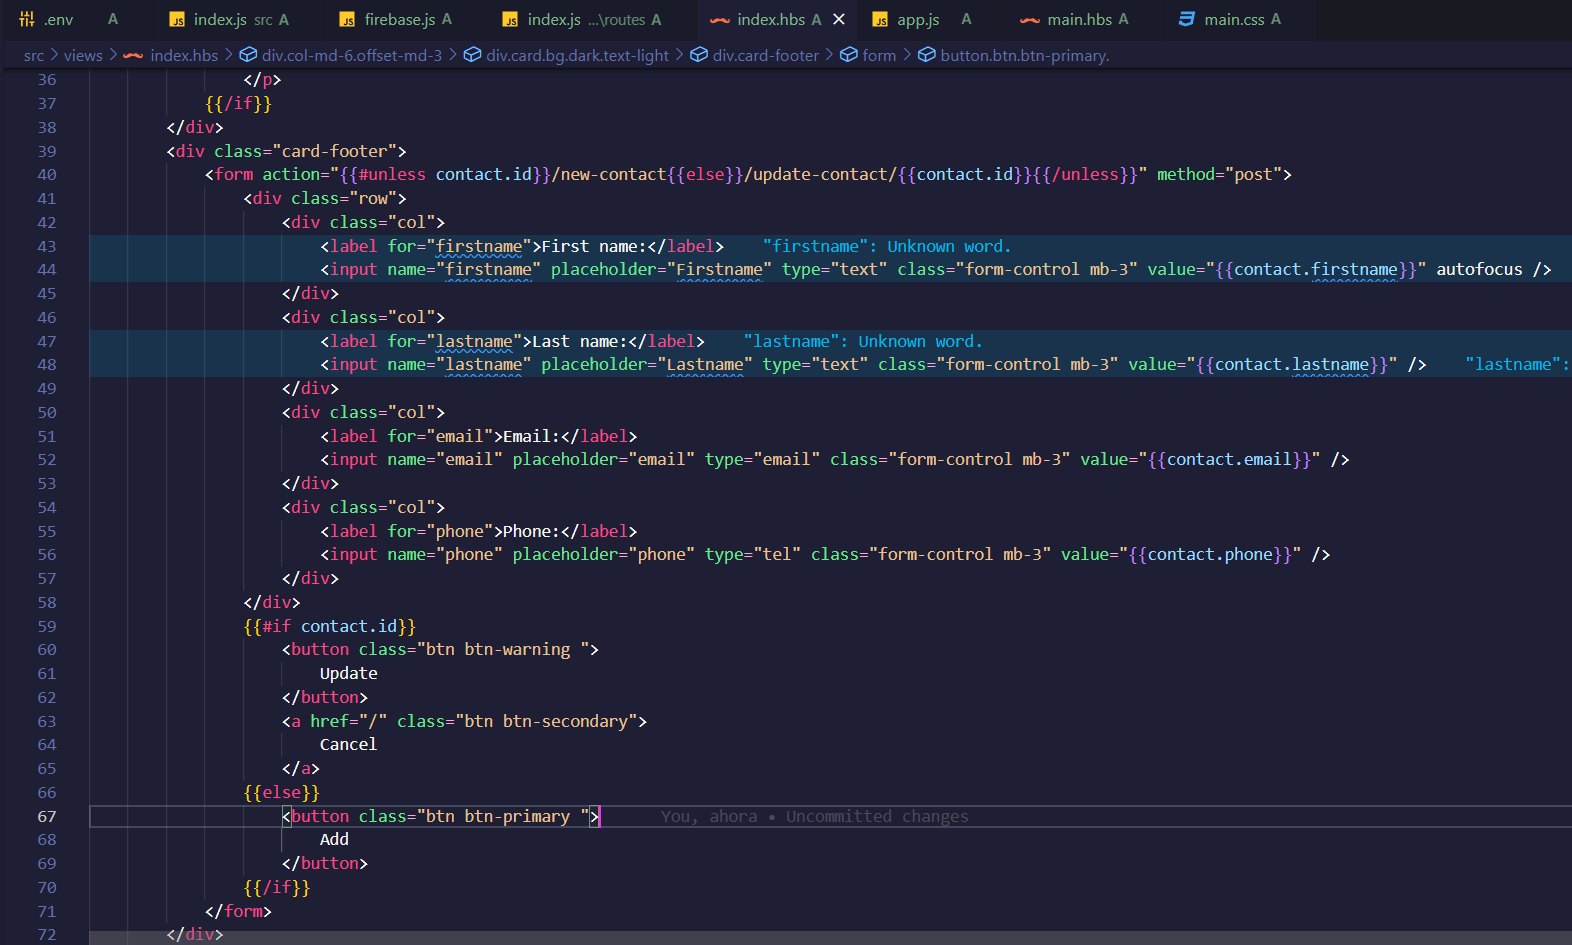 .env A index.js src A firebase.js A index.js ...\routes A index.hbs A app.js A main.hbs A main.css A
src > views > index.hbs > div.col-md-6.offset-md-3 > div.card.bg.dark.text-light > div.card-footer > form > button.btn.btn-primary.
36 </p>
37 {{/if}}
38 </div>
39 <div class="card-footer">
40 <form action="{{#unless contact.id}}/new-contact{{else}}/update-contact/{{contact.id}}{{/unless}}" method="post">
41 <div class="row">
42 <div class="col">
43 <label for="firstname">First name:</label> "firstname": Unknown word.
44 <input name="firstname" placeholder="Firstname" type="text" class="form-control mb-3" value="{{contact.firstname}}" autofocus />
45 </div>
46 <div class="col">
47 <label for="lastname">Last name:</label> "lastname": Unknown word.
48 <input name="lastname" placeholder="Lastname" type="text" class="form-control mb-3" value="{{contact.lastname}}" /> "lastname":
49 </div>
50 <div class="col">
51 <label for="email">Email:</label>
52 <input name="email" placeholder="email" type="email" class="form-control mb-3" value="{{contact.email}}" />
53 </div>
54 <div class="col">
55 <label for="phone">Phone:</label>
56 <input name="phone" placeholder="phone" type="tel" class="form-control mb-3" value="{{contact.phone}}" />
57 </div>
58 </div>
59 {{#if contact.id}}
60 <button class="btn btn-warning ">
61 Update
62 </button>
63 <a href="/" class="btn btn-secondary">
64 Cancel
65 </a>
66 {{else}}
67 <button class="btn btn-primary "> You, ahora • Uncommitted changes
68 Add
69 </button>
70 {{/if}}
71 </form>
72 </div>